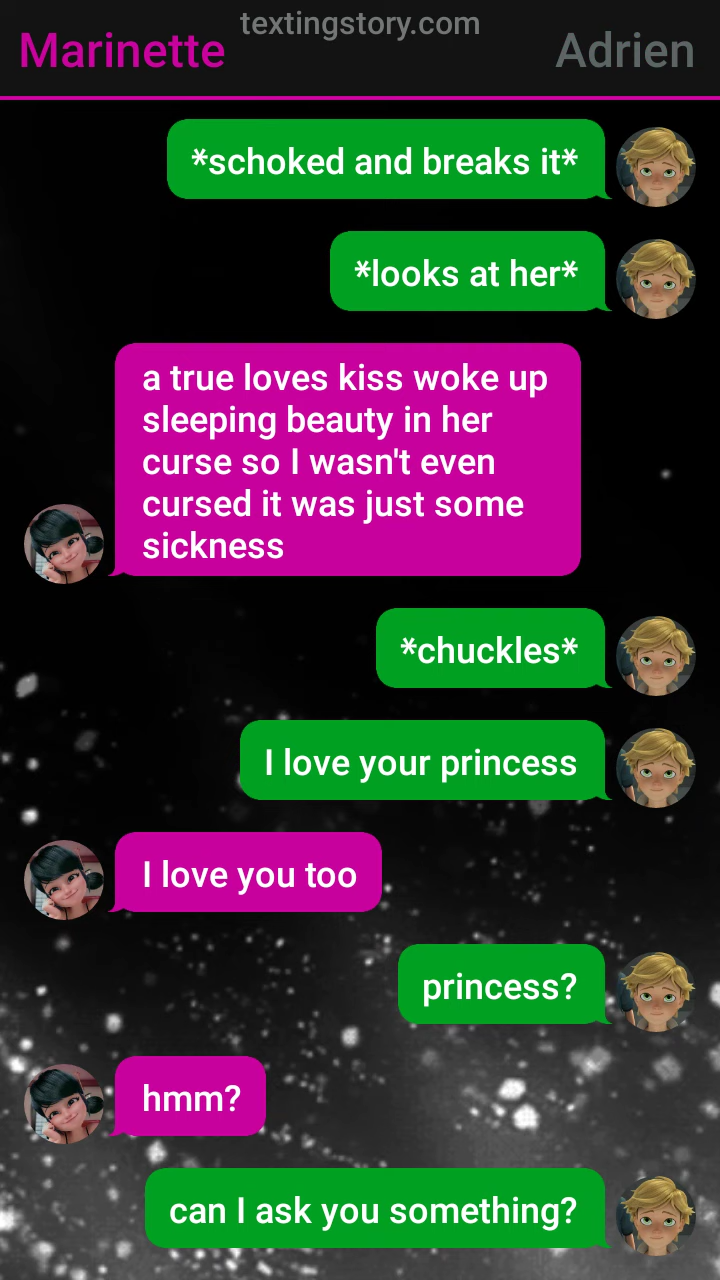 textingstory.com
Marinette
Adrien
*schoked and breaks it*
*looks at her*
a true loves kiss woke up
sleeping beauty in her
curse so I wasn't even
cursed it was just some
sickness
*chuckles*
I love your princess
I love you too
princess?
hmm?
can I ask you something?